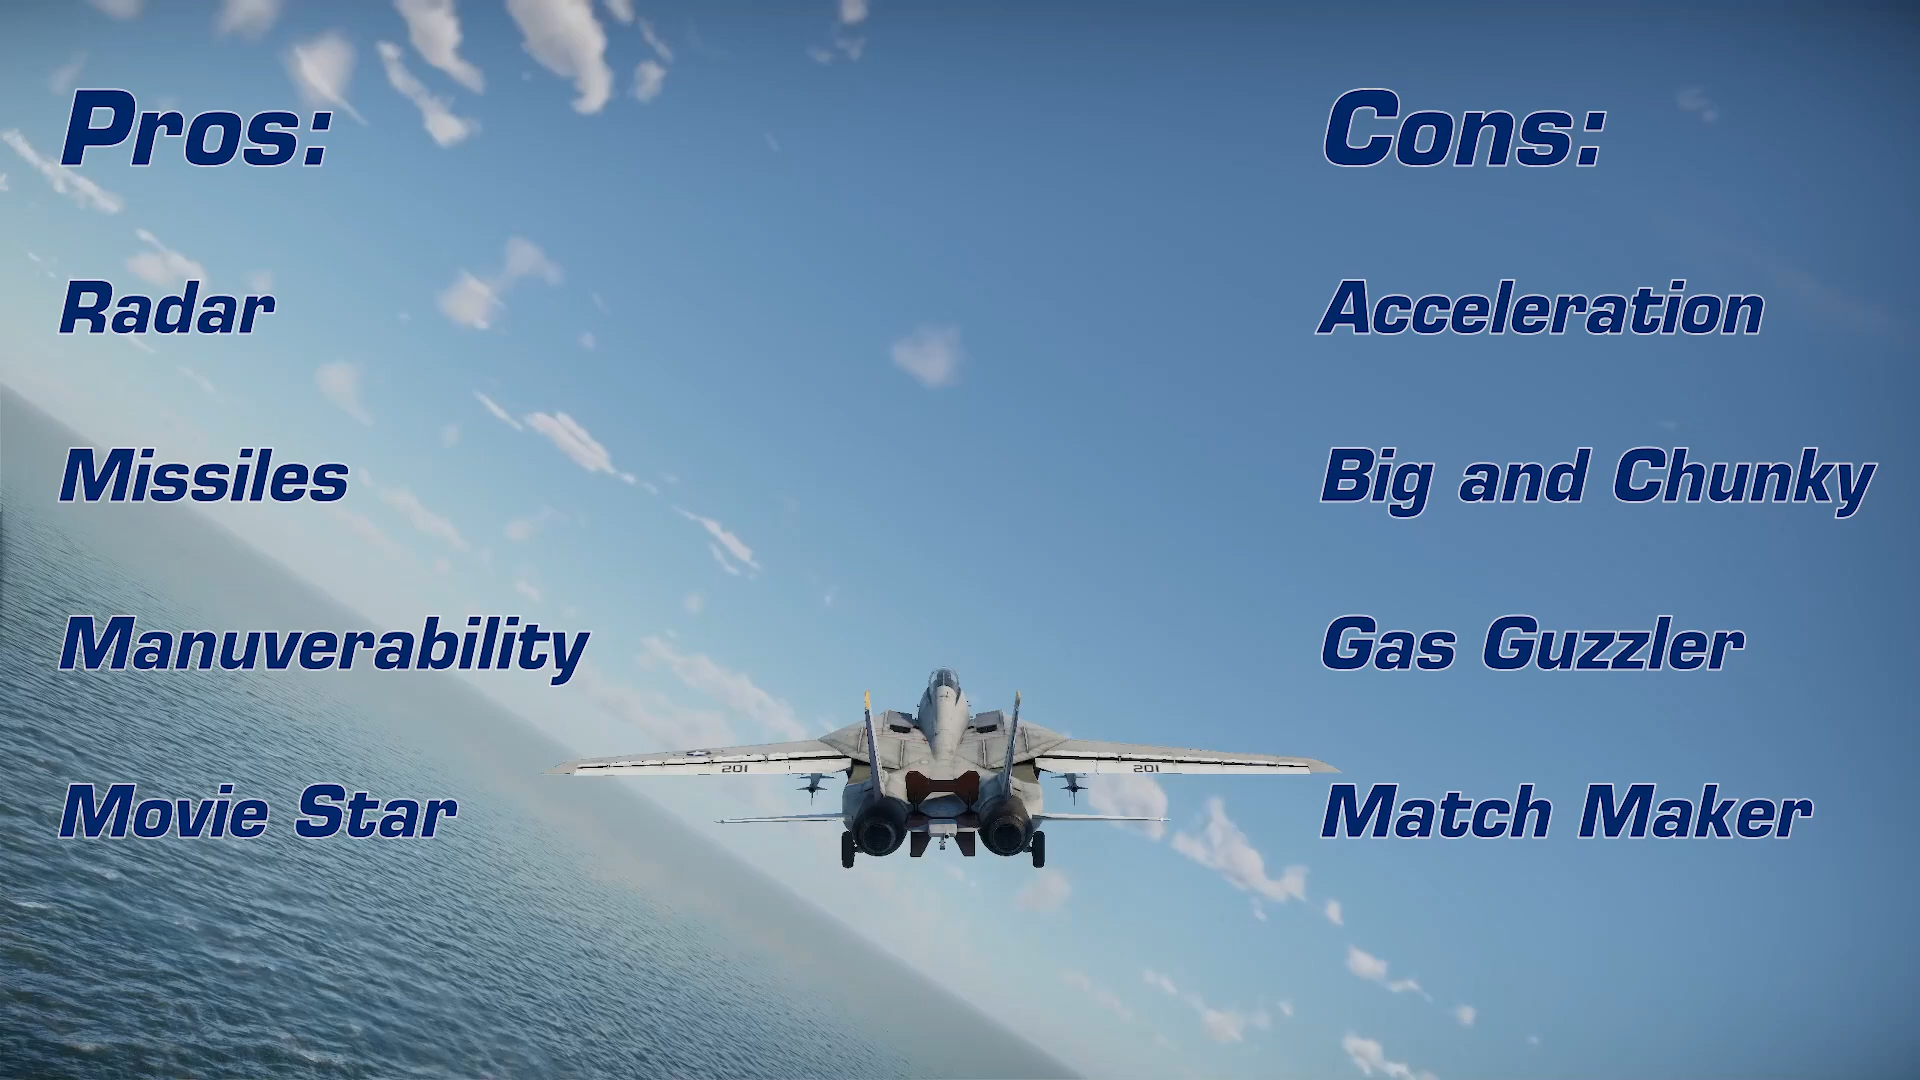 Pros:
Radar
Missiles
Manuverability
Movie Star
Cons:
Acceleration
Big and Chunky
Gas Guzzler
Match Maker
201
201